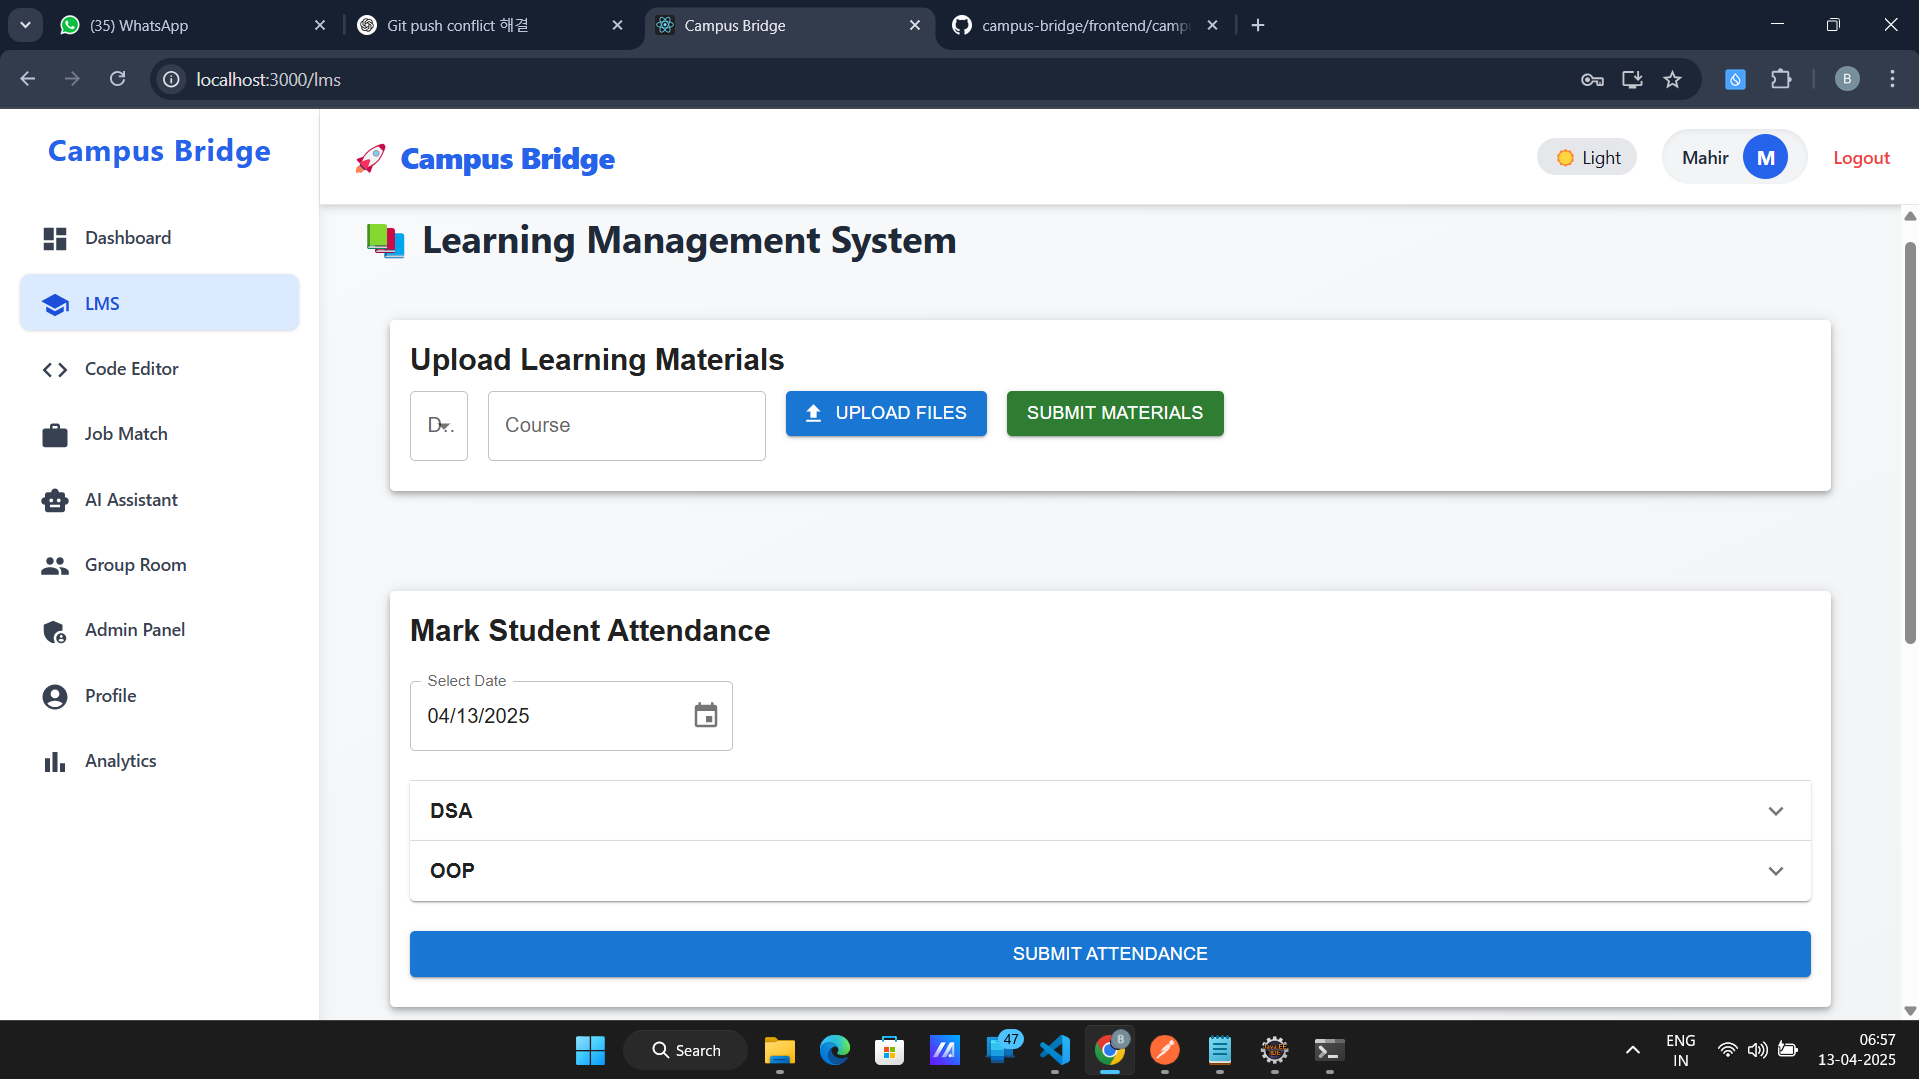 (35) WhatsApp
Git push conflict 해결
Campus Bridge
campus-bridge/frontend/camp
localhost:3000/lms
B
Campus Bridge
Campus Bridge
Light
Mahir
M
Logout
Dashboard
LMS
Code Editor
Job Match
AI Assistant
Group Room
Admin Panel
Profile
Analytics
Learning Management System
Upload Learning Materials
D...
Course
UPLOAD FILES
SUBMIT MATERIALS
Mark Student Attendance
Select Date
04/13/2025
DSA
OOP
SUBMIT ATTENDANCE
Search
47
B
ENG
IN
06:57
13-04-2025